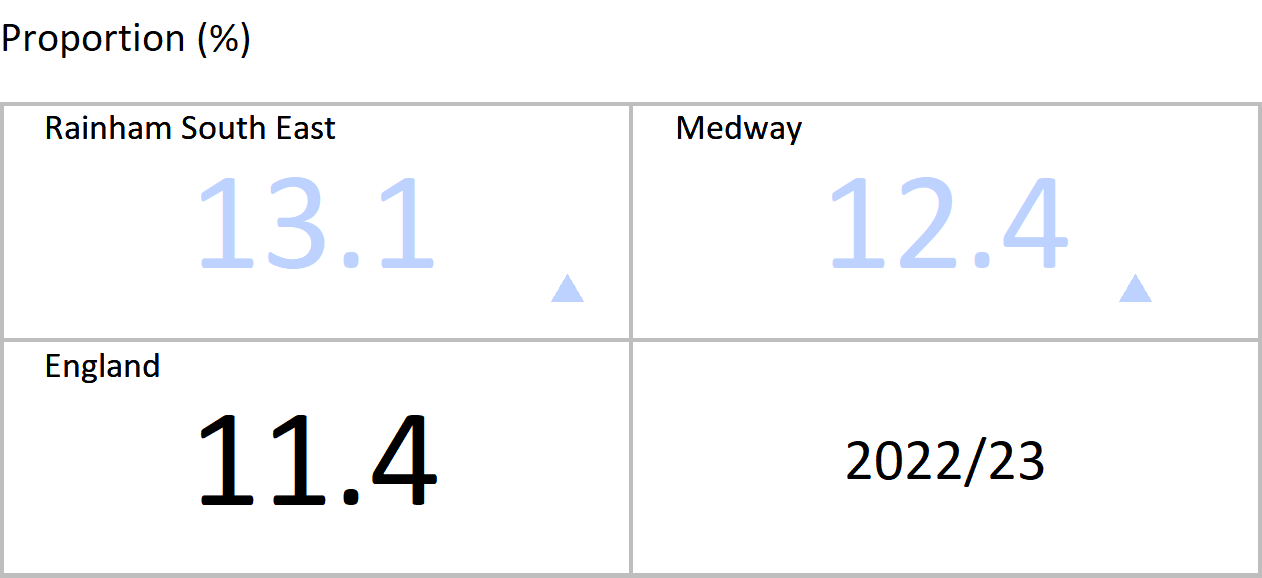 Proportion (%)
Rainham South East
13.1
Medway
12.4
England
11.4
2022/23